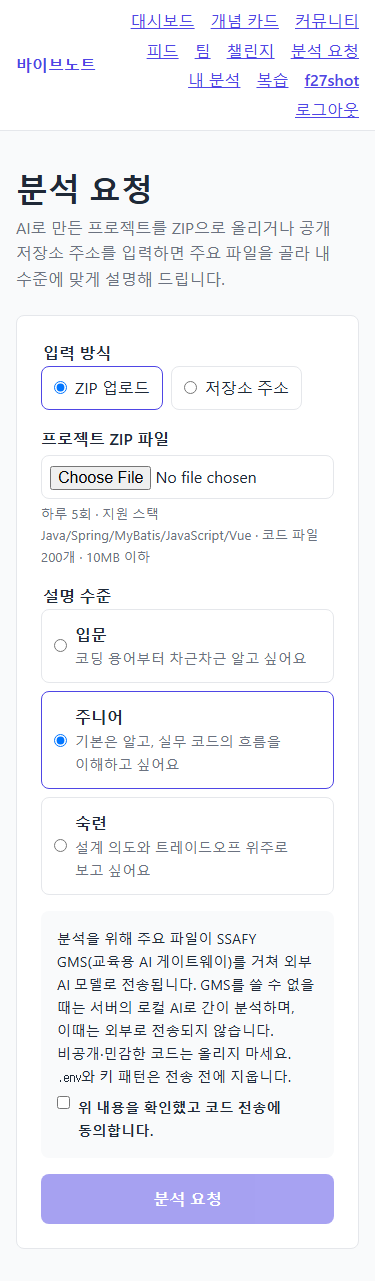 대시보드 개념 카드 커뮤니티
피드 팀 챌린지 분석 요청
바이브노트
내 분석 복습 f27shot
로그아웃
분석 요청
AI로 만든 프로젝트를 ZIP으로 올리거나 공개
저장소 주소를 입력하면 주요 파일을 골라 내
수준에 맞게 설명해 드립니다.
입력 방식
ZIP 업로드 저장소 주소
프로젝트 ZIP 파일
Choose File No file chosen
하루 5회 · 지원 스택
Java/Spring/MyBatis/JavaScript/Vue · 코드 파일
200개 · 10MB 이하
설명 수준
입문
코딩 용어부터 차근차근 알고 싶어요
주니어
기본은 알고, 실무 코드의 흐름을
이해하고 싶어요
숙련
설계 의도와 트레이드오프 위주로
보고 싶어요
분석을 위해 주요 파일이 SSAFY
GMS(교육용 AI 게이트웨이)를 거쳐 외부
AI 모델로 전송됩니다. GMS를 쓸 수 없을
때는 서버의 로컬 AI로 간이 분석하며,
이때는 외부로 전송되지 않습니다.
비공개·민감한 코드는 올리지 마세요.
.env와 키 패턴은 전송 전에 지웁니다.
위 내용을 확인했고 코드 전송에
동의합니다.
분석 요청